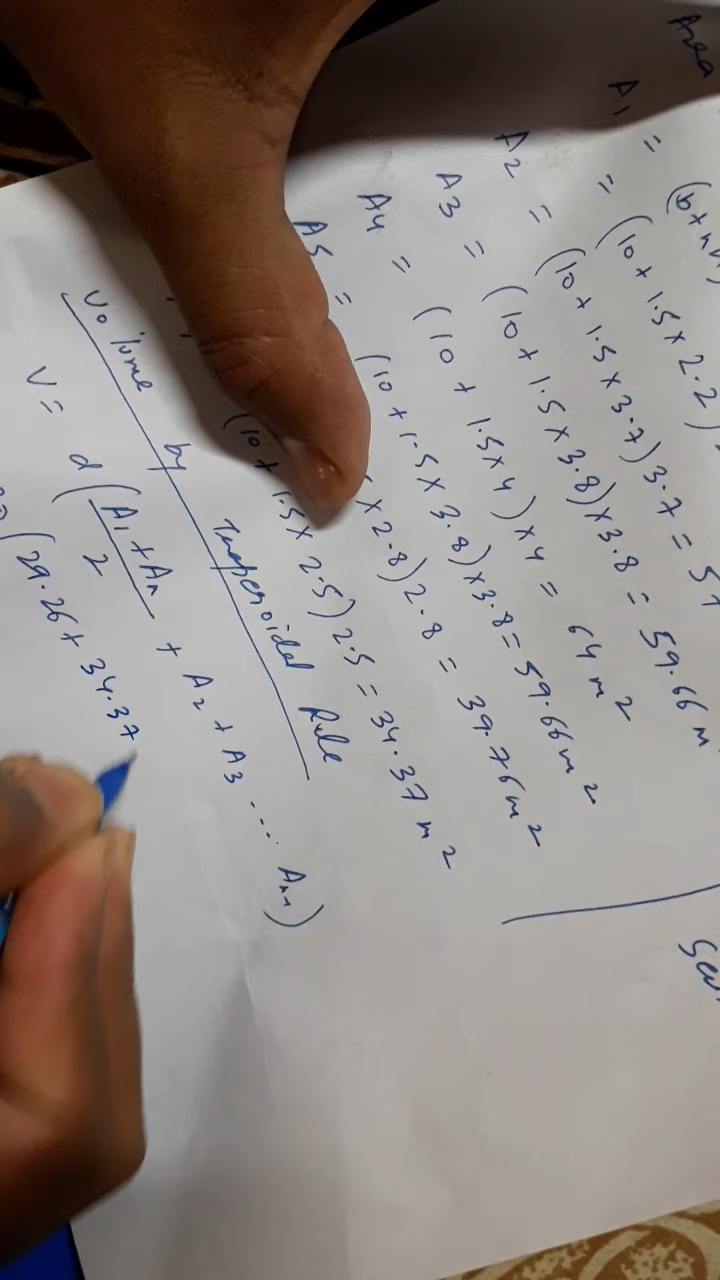 Area
A1 = (b+nh)
= (10 + 1.5 × 2.2)
A2 = (10 + 1.5 × 3.7) 3.7 = 57
A3 = (10 + 1.5 × 3.8) × 3.8 = 59.66 m
A4 = (10 + 1.5 × 4) × 4 = 64 m2
A5 = (10 + 1.5 × 3.8) × 3.8 = 59.66 m2
× 2.8) 2.8 = 39.76 m2
(10 + 1.5 × 2.5) 2.5 = 34.37 m2
Volume by Traperoidal Rule
V = d (A1 + An / 2 + A2 + A3 .... An-1)
(29.26 + 34.37